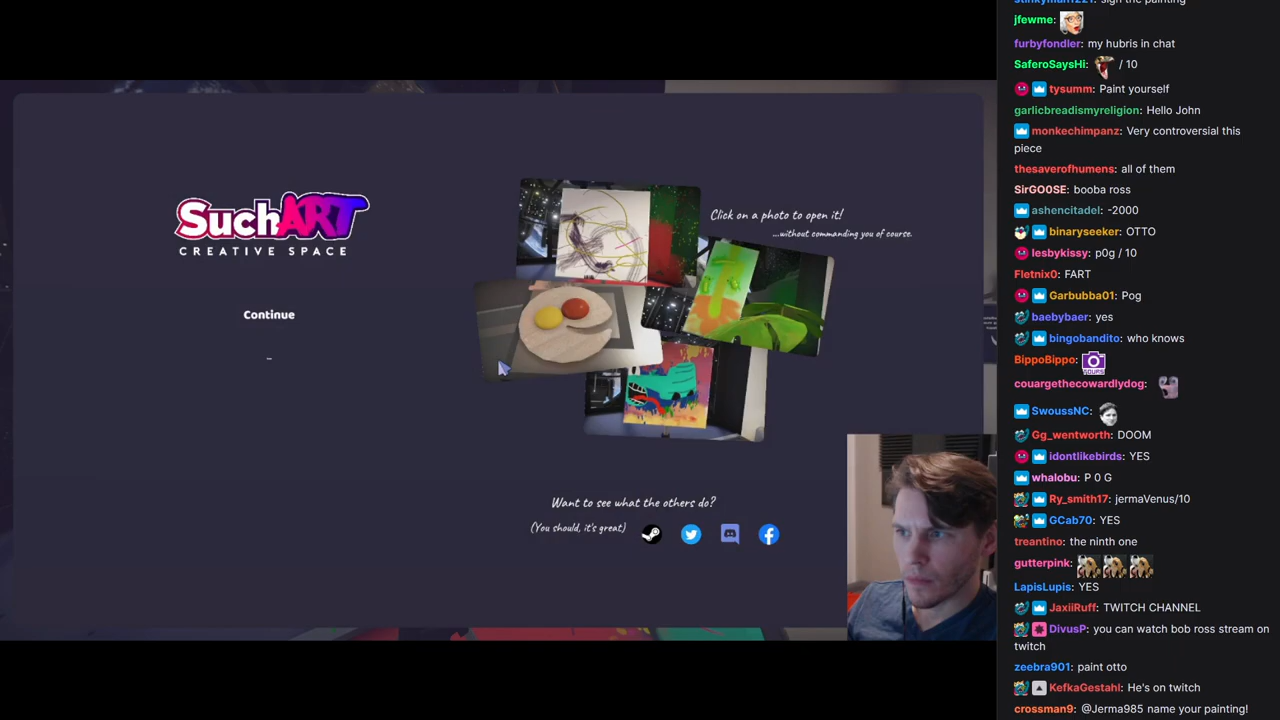 SuchART
CREATIVE SPACE
Continue
Click on a photo to open it!
...without commanding you of course.
Want to see what the others do?
(You should, it's great)
sign the painting
jfewme:
furbyfondler: my hubris in chat
SaferoSaysHi: / 10
tysumm: Paint yourself
garlicbreadismyreligion: Hello John
monkechimpanz: Very controversial this
piece
thesaverofhumens: all of them
SirGO0SE: booba ross
ashencitadel: -2000
binaryseeker: OTTO
lesbykissy: p0g / 10
Fletnix0: FART
Garbubba01: Pog
baebybaer: yes
bingobandito: who knows
BippoBippo:
couargethecowardlydog:
SwoussNC:
Gg_wentworth: DOOM
idontlikebirds: YES
whalobu: P 0 G
Ry_smith17: jermaVenus/10
GCab70: YES
treantino: the ninth one
gutterpink:
LapisLupis: YES
JaxiiRuff: TWITCH CHANNEL
DivusP: you can watch bob ross stream on
twitch
zeebra901: paint otto
KefkaGestahl: He's on twitch
crossman9: @Jerma985 name your painting!